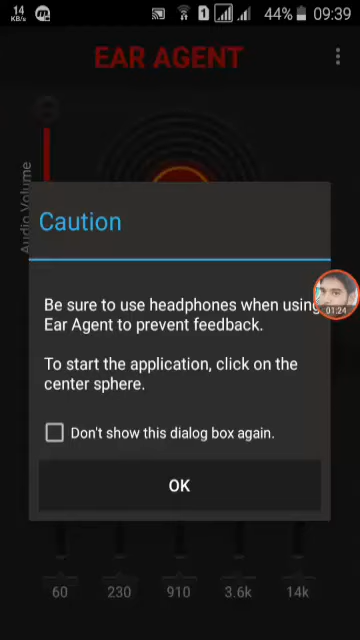 14
KB/s
1
44%
09:39
EAR AGENT
Audio Volume
Caution
Be sure to use headphones when using
Ear Agent to prevent feedback.
01:24
To start the application, click on the
center sphere.
Don't show this dialog box again.
OK
60 230 910 3.6k 14k